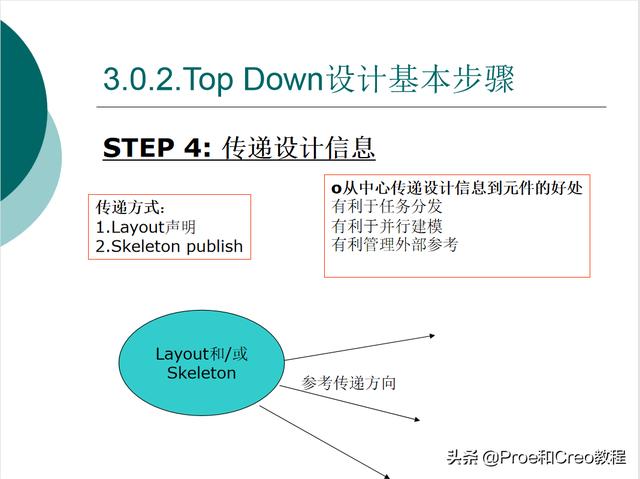 3.0.2.Top Down设计基本步骤
STEP 4: 传递设计信息
传递方式：
1.Layout声明
2.Skeleton publish
o从中心传递设计信息到元件的好处
有利于任务分发
有利于并行建模
有利管理外部参考
Layout和/或
Skeleton
参考传递方向
头条 @Proe和Creo教程